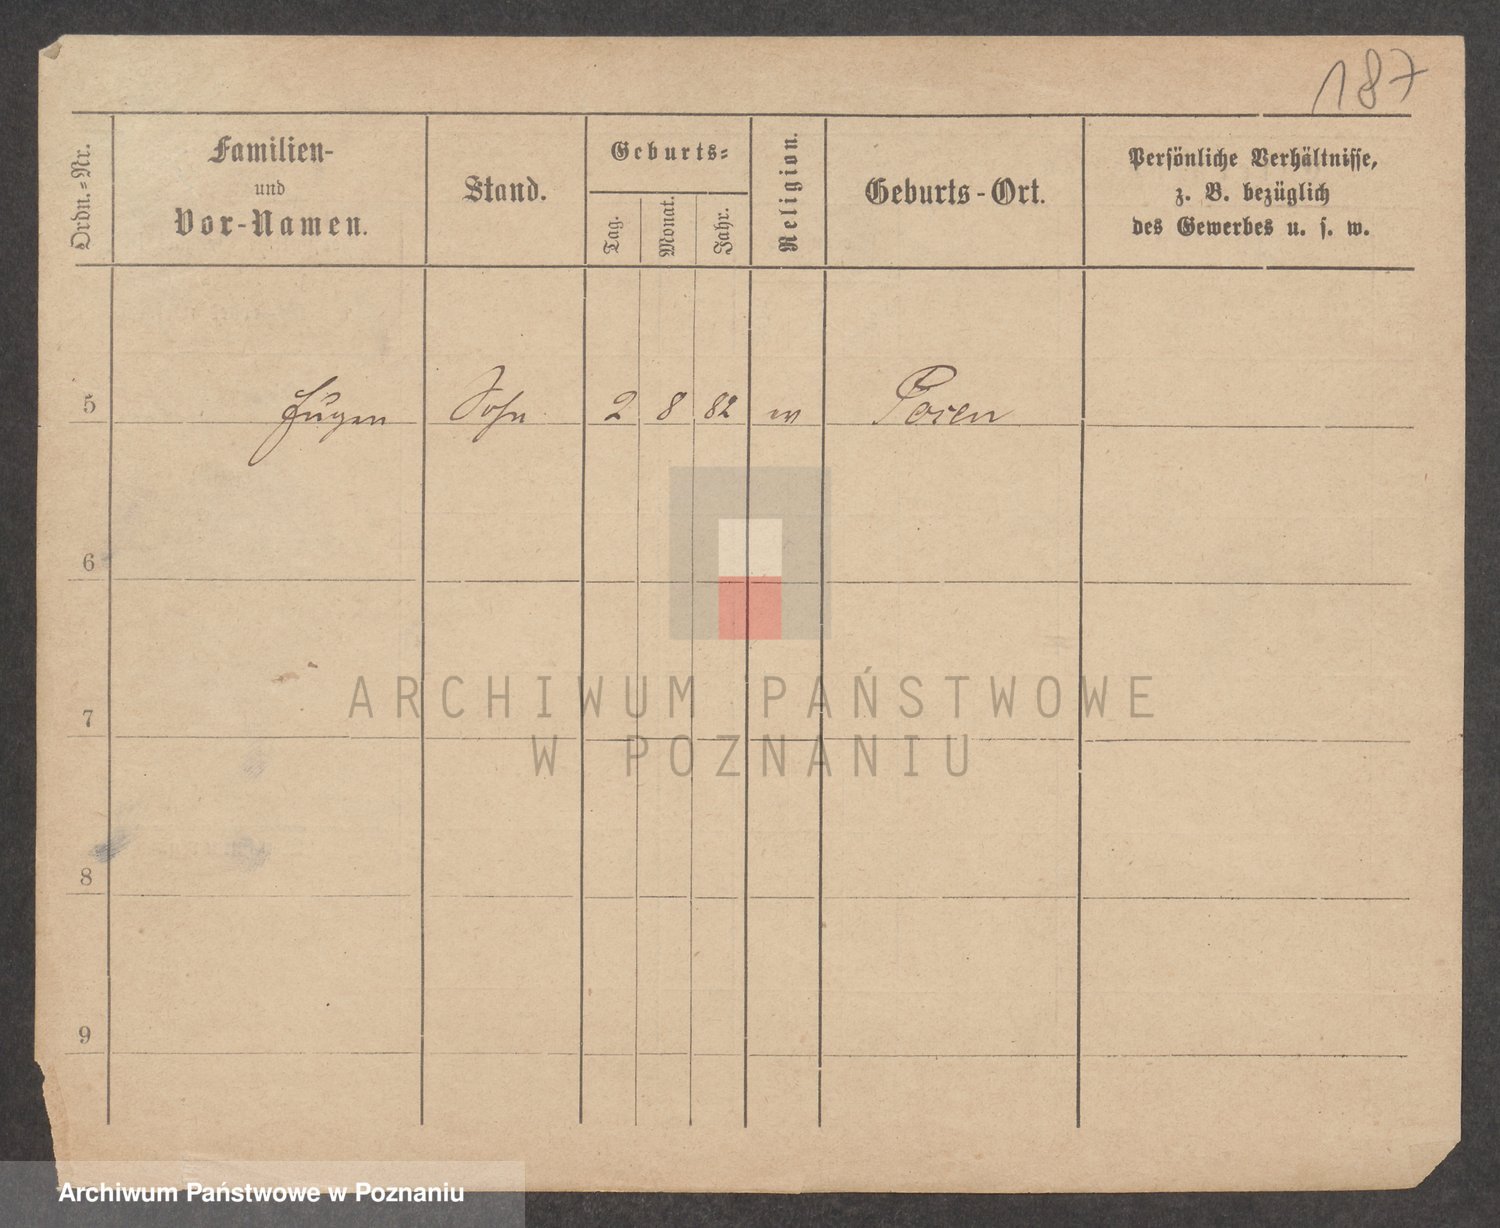 187
Ordn.=Nr.
Familien-
und
Vor-Namen.
Stand.
Geburts=
Tag.
Monat.
Jahr.
Religion.
Geburts-Ort.
Persönliche Verhältnisse,
z. B. bezüglich
des Gewerbes u. s. w.
5 Eugen Sohn 2 8 82 Posen
6
7
8
9
ARCHIWUM PAŃSTWOWE
W POZNANIU
Archiwum Państwowe w Poznaniu